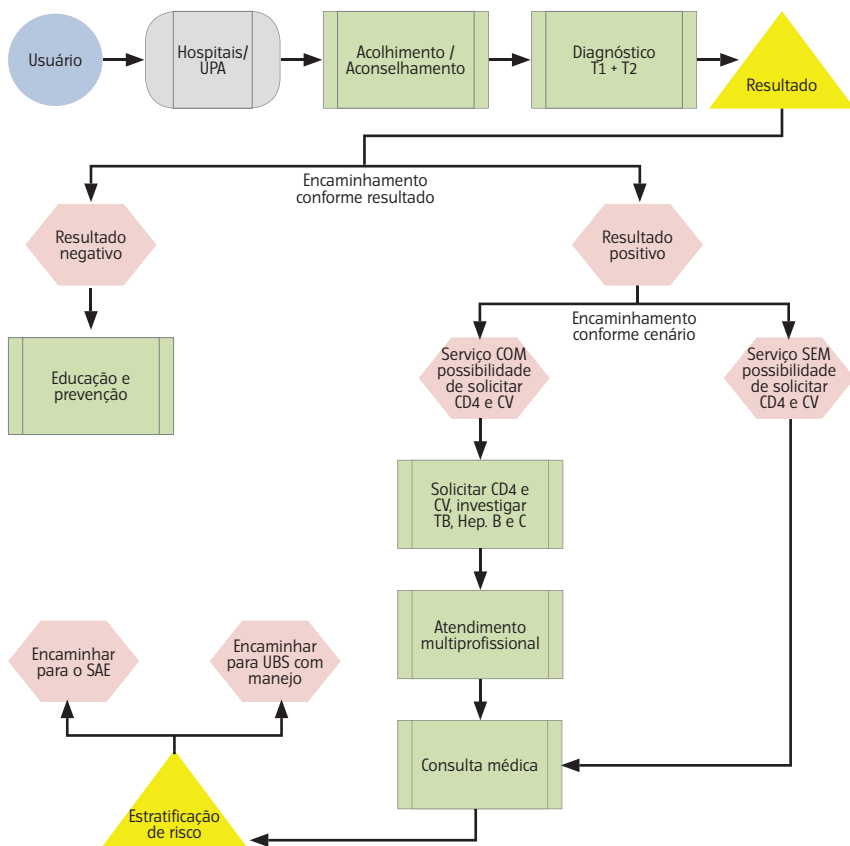 Usuário
Hospitais/
UPA
Acolhimento /
Aconselhamento
Diagnóstico
T1 + T2
Resultado
Encaminhamento
conforme resultado
Resultado
negativo
Resultado
positivo
Educação e
prevenção
Encaminhamento
conforme cenário
Serviço COM
possibilidade
de solicitar
CD4 e CV
Serviço SEM
possibilidade
de solicitar
CD4 e CV
Solicitar CD4 e
CV, investigar
TB, Hep. B e C
Atendimento
multiprofissional
Consulta médica
Encaminhar
para o SAE
Encaminhar
para UBS com
manejo
Estratificação
de risco